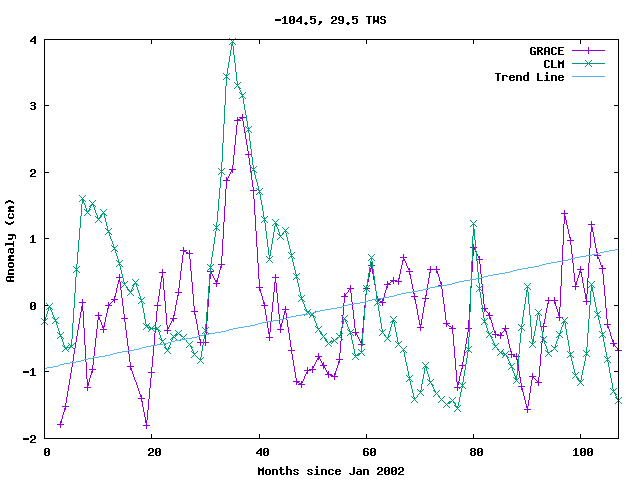 -104.5, 29.5 TWS
GRACE
CLM
Trend Line
4
3
2
1
0
-1
-2
Anomaly (cm)
0 20 40 60 80 100
Months since Jan 2002